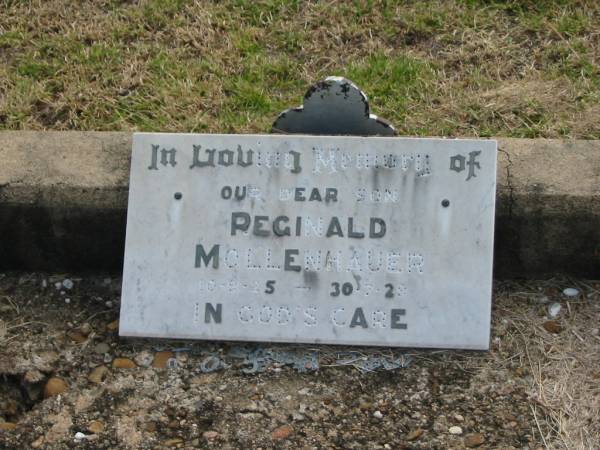 In Loving Memory of
OUR DEAR SON
REGINALD
MOLLENHAUER
IN GOD'S CARE